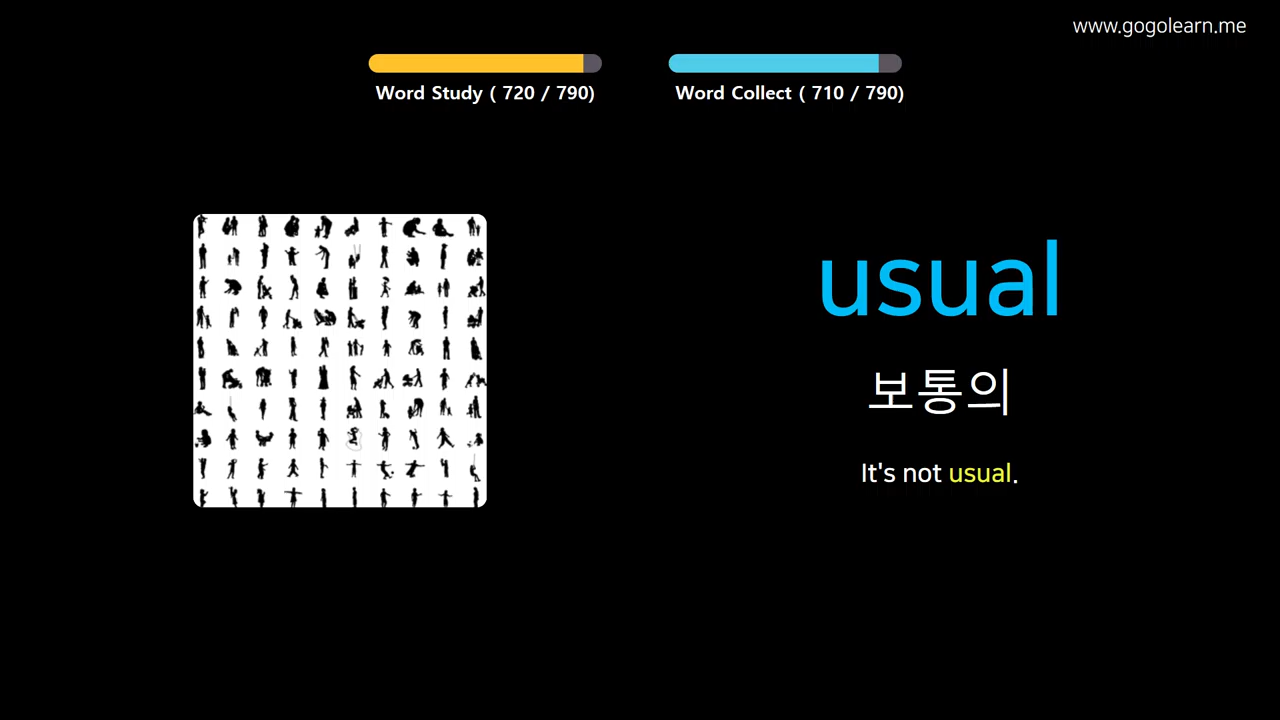 www.gogolearn.me
Word Study ( 720 / 790)
Word Collect ( 710 / 790)
usual
보통의
It's not usual.